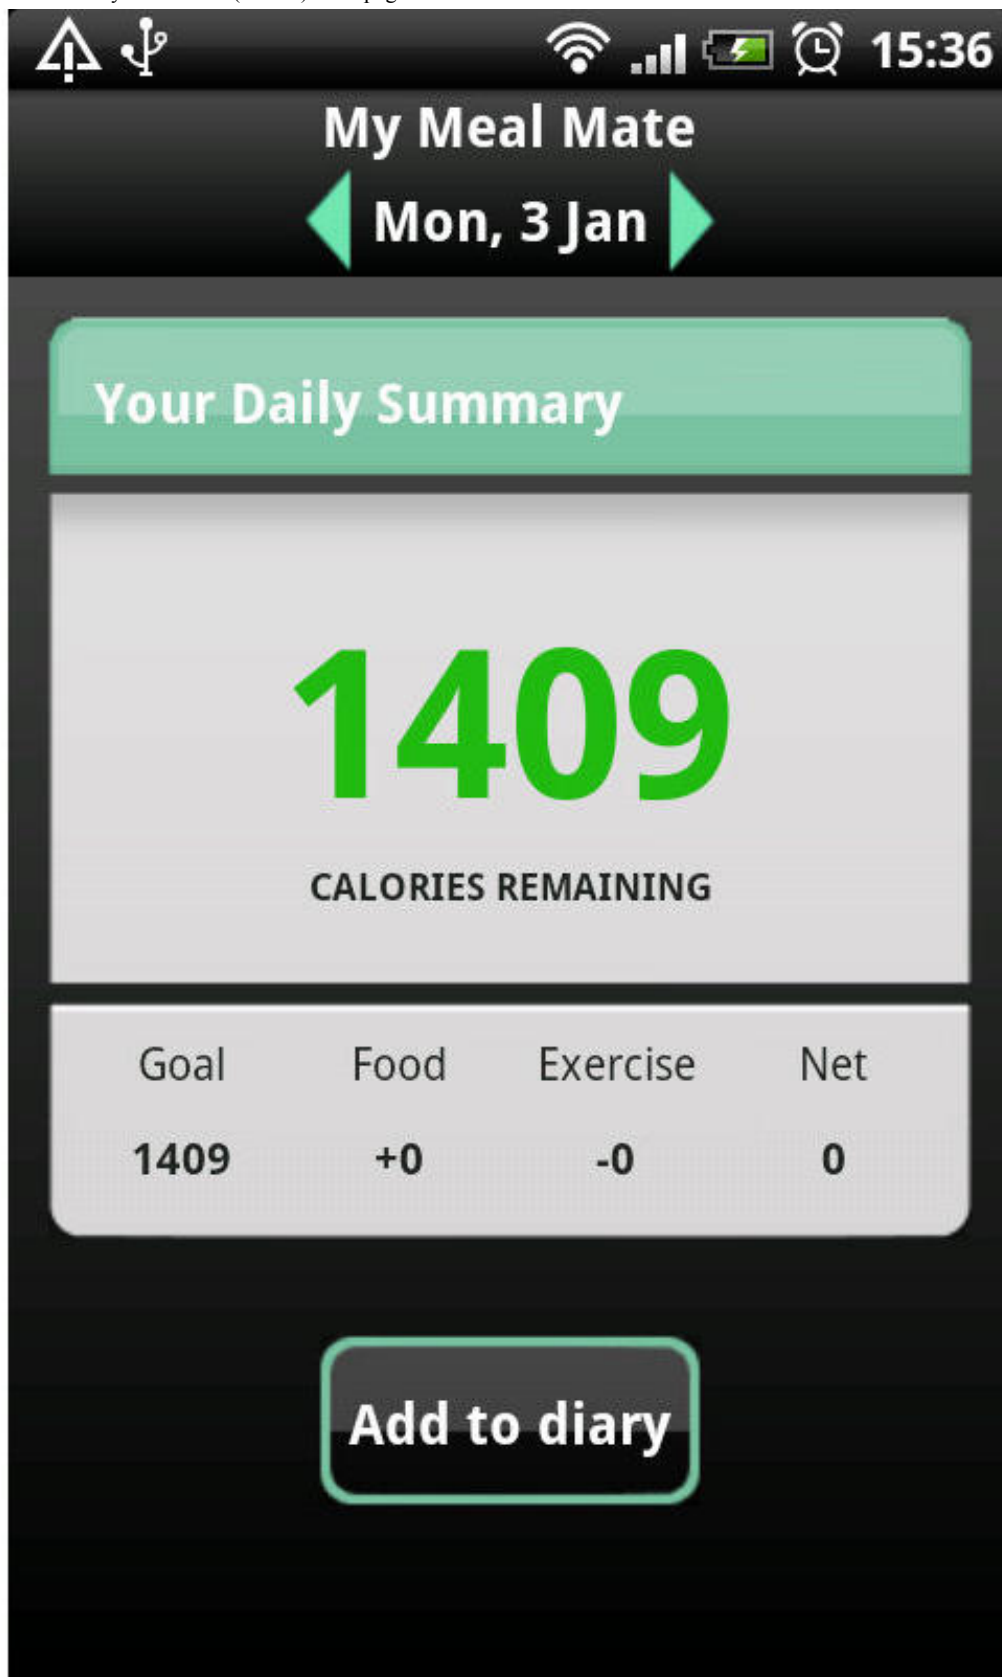 15:36
My Meal Mate
Mon, 3 Jan
Your Daily Summary
1409
CALORIES REMAINING
Goal Food Exercise Net
1409 +0 -0 0
Add to diary